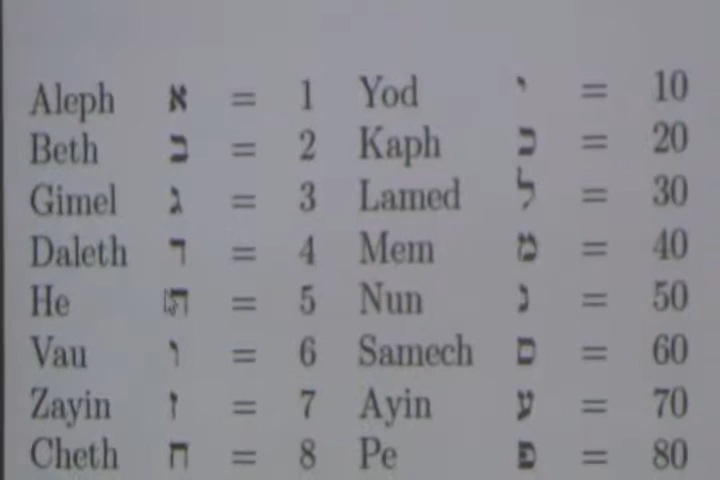 Aleph א = 1 Yod י = 10
Beth ב = 2 Kaph כ = 20
Gimel ג = 3 Lamed ל = 30
Daleth ד = 4 Mem מ = 40
He = 5 Nun נ = 50
Vau ו = 6 Samech ס = 60
Zayin ז = 7 Ayin ע = 70
Cheth ח = 8 Pe פ = 80